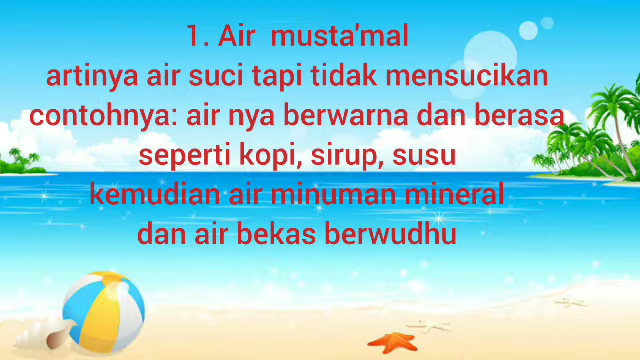 1. Air musta'mal
artinya air suci tapi tidak mensucikan
contohnya: air nya berwarna dan berasa
seperti kopi, sirup, susu
kemudian air minuman mineral
dan air bekas berwudhu